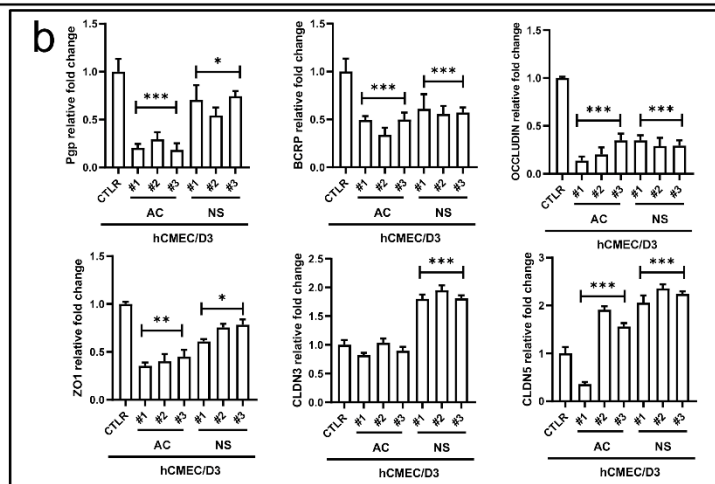 b
Pgp relative fold change
1.5
1.0
0.5
0.0
***
*
CTLR
#1
#2
#3
#1
#2
#3
AC
NS
hCMEC/D3
BCRP relative fold change
1.5
1.0
0.5
0.0
***
***
CTLR
#1
#2
#3
#1
#2
#3
AC
NS
hCMEC/D3
OCCLUDIN relative fold change
1.5
1.0
0.5
0.0
***
***
CTLR
#1
#2
#3
#1
#2
#3
AC
NS
hCMEC/D3
ZO1 relative fold change
1.5
1.0
0.5
0.0
**
*
CTLR
#1
#2
#3
#1
#2
#3
AC
NS
hCMEC/D3
CLDN3 relative fold change
2.5
2.0
1.5
1.0
0.5
0.0
***
CTLR
#1
#2
#3
#1
#2
#3
AC
NS
hCMEC/D3
CLDN5 relative fold change
5
2
1
0
***
***
CTLR
#1
#2
#3
#1
#2
#3
AC
NS
hCMEC/D3